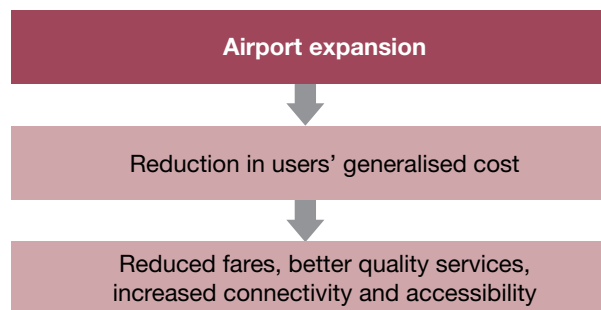 Airport expansion
Reduction in users’ generalised cost
Reduced fares, better quality services,
increased connectivity and accessibility